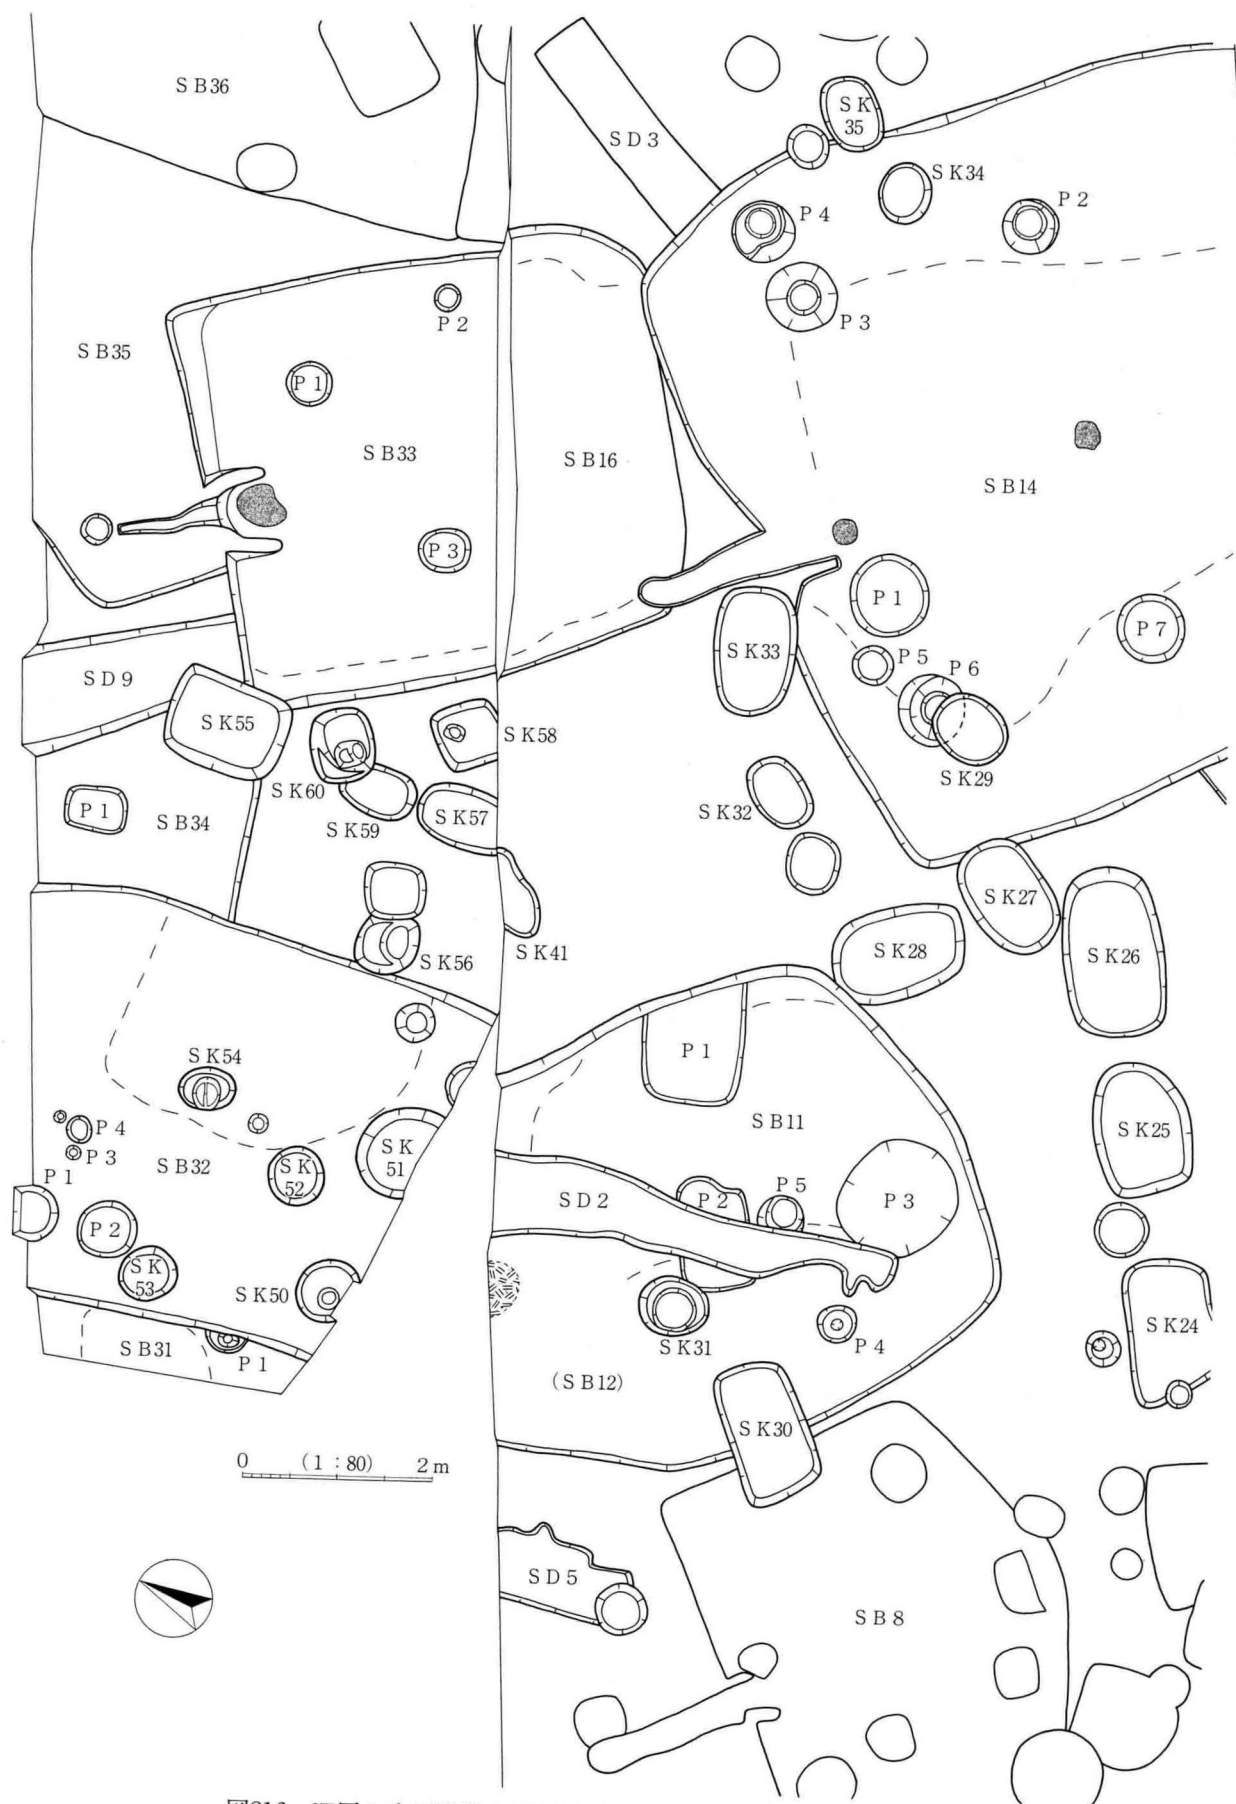 SB36
SD3
SK
35
SK34
P4
P2
P3
P2
SB35
P1
SB33
SB16
SB14
P3
P1
P7
SK33
P5
P6
SD9
SK55
SK58
SK60
SK29
P1
SB34
SK59
SK57
SK32
SK27
SK28
SK26
SK56
SK41
P1
SK54
SB11
SK25
P4
P3
SB32
SK
51
SK
52
P1
P2
P5
P3
SD2
P2
SK
53
SK50
SK24
SB31
P1
SK31
P4
(SB12)
SK30
0 (1:80) 2m
SD5
SB8